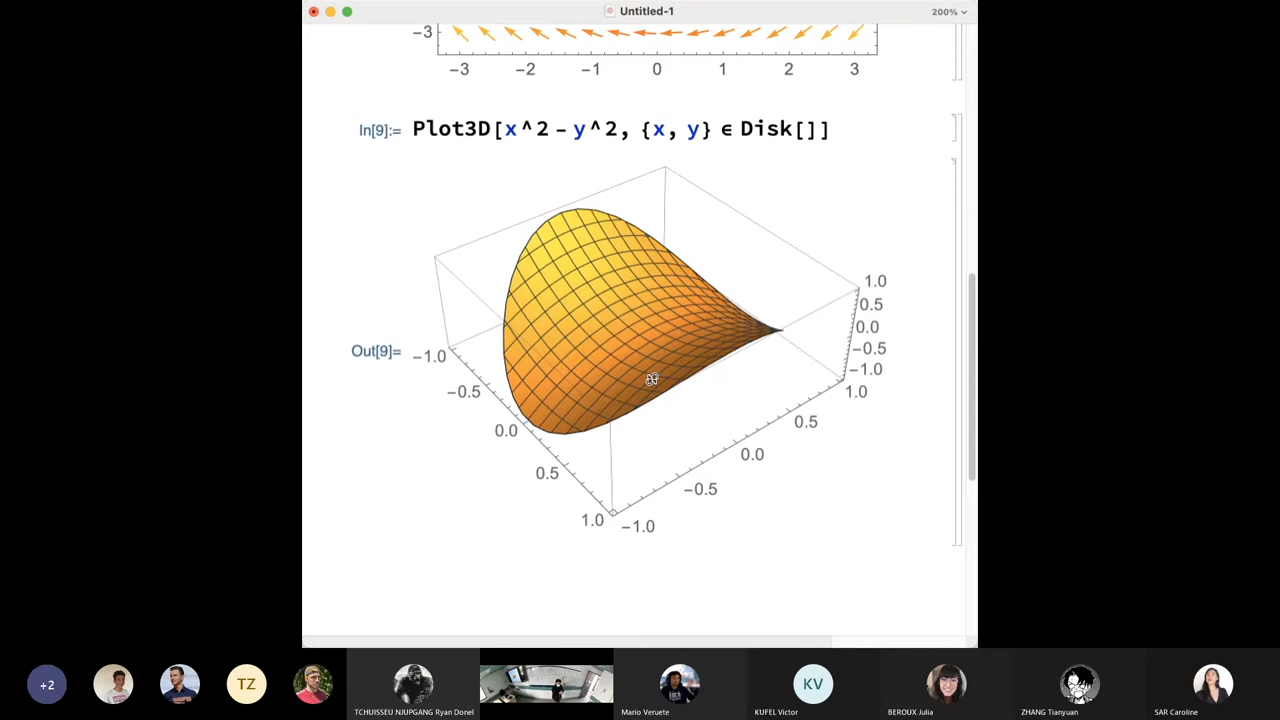 Untitled-1
200%
-3
-3 -2 -1 0 1 2 3
In[9]:= Plot3D[x^2 - y^2, {x, y} ∈ Disk[]]
Out[9]=
1.0
0.5
0.0
-0.5
-1.0
-1.0
-0.5
0.0
0.5
1.0
-1.0
-0.5
0.0
0.5
1.0
+2
TZ
KV
TCHUISSEU NJUPGANG Ryan Donel
Mario Veruete
KUFEL Victor
BEROUX Julia
ZHANG Tianyuan
SAR Caroline